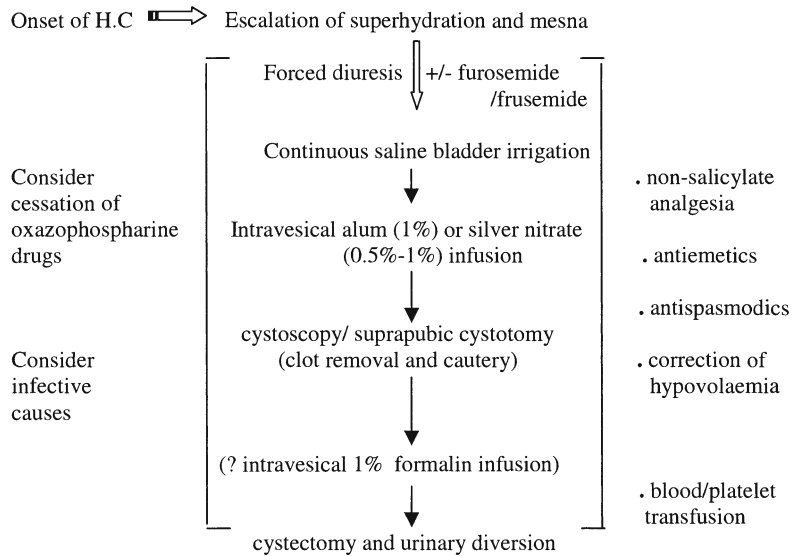 Onset of H.C
Escalation of superhydration and mesna
Forced diuresis
+/- furosemide
/frusemide
Continuous saline bladder irrigation
Intravesical alum (1%) or silver nitrate
(0.5%-1%) infusion
cystoscopy/ suprapubic cystotomy
(clot removal and cautery)
(? intravesical 1% formalin infusion)
cystectomy and urinary diversion
Consider
cessation of
oxazophospharine
drugs
Consider
infective
causes
. non-salicylate
analgesia
. antiemetics
. antispasmodics
. correction of
hypovolaemia
. blood/platelet
transfusion